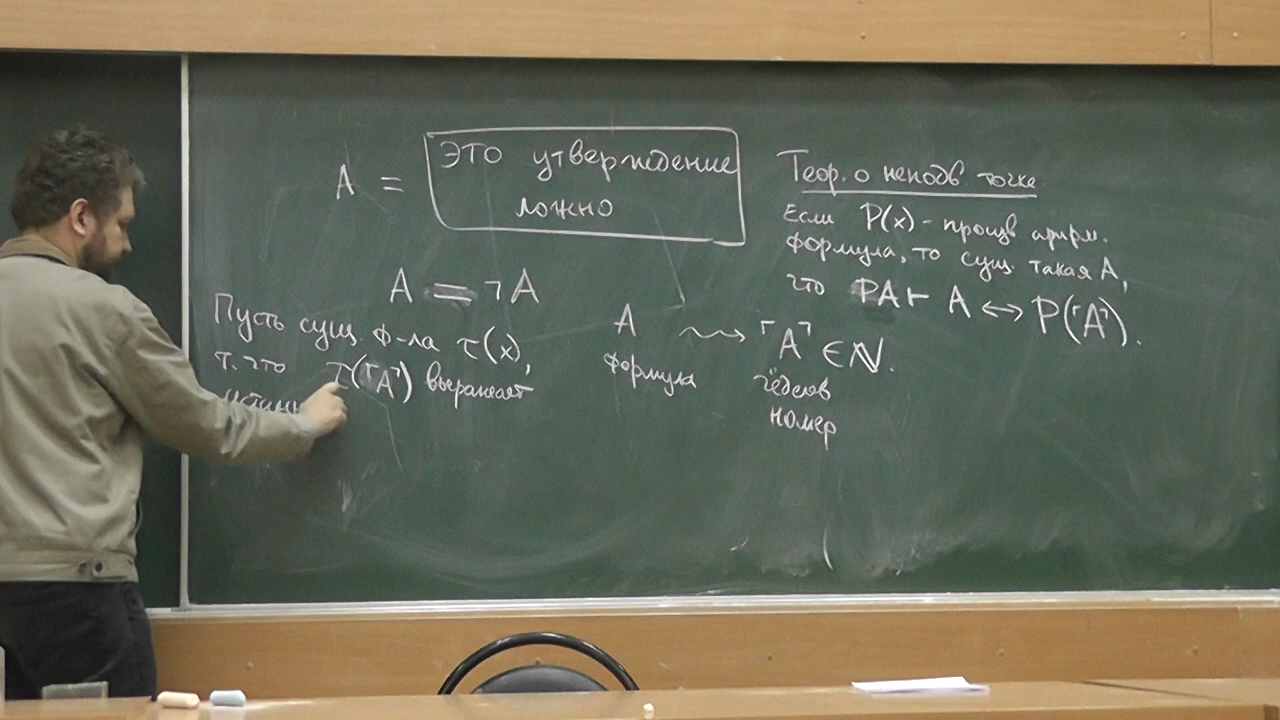 A = ЭТО утверждение
ложно
A = ¬A
Пусть сущ ф-ла τ(x),
т.что τ(⌜A⌝) выражает
Теор. о неподв точке
Если P(x) - произв арифм.
формула, то сущ такая A,
что PA ⊢ A ↔ P(⌜A⌝).
A ⇝ ⌜A⌝ ∈ ℕ.
формула гёделев
номер